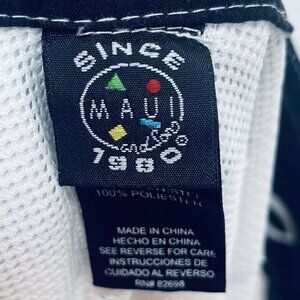 SINCE
MAUI
and Sons
1980
100% POLIESTER
MADE IN CHINA
HECHO EN CHINA
SEE REVERSE FOR CARE
INSTRUCCIONES DE
CUIDADO AL REVERSO
RN# 82698